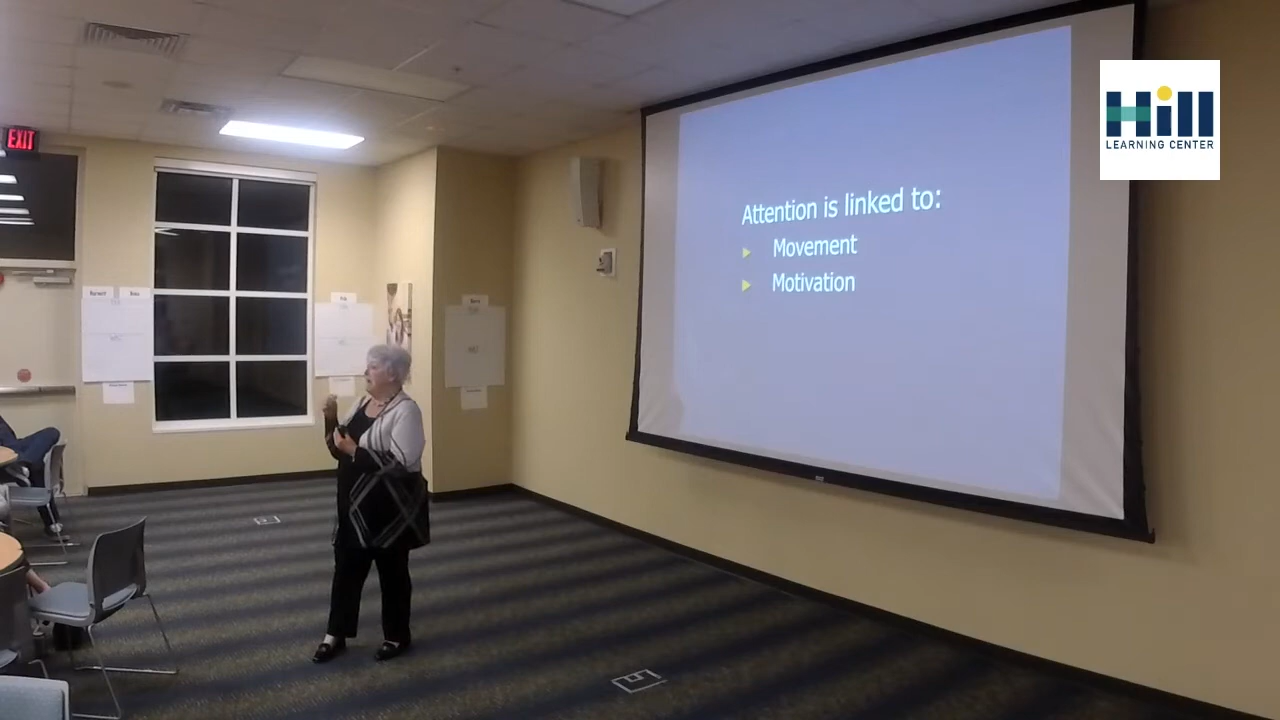 EXIT
Hill
LEARNING CENTER
Attention is linked to:
Movement
Motivation